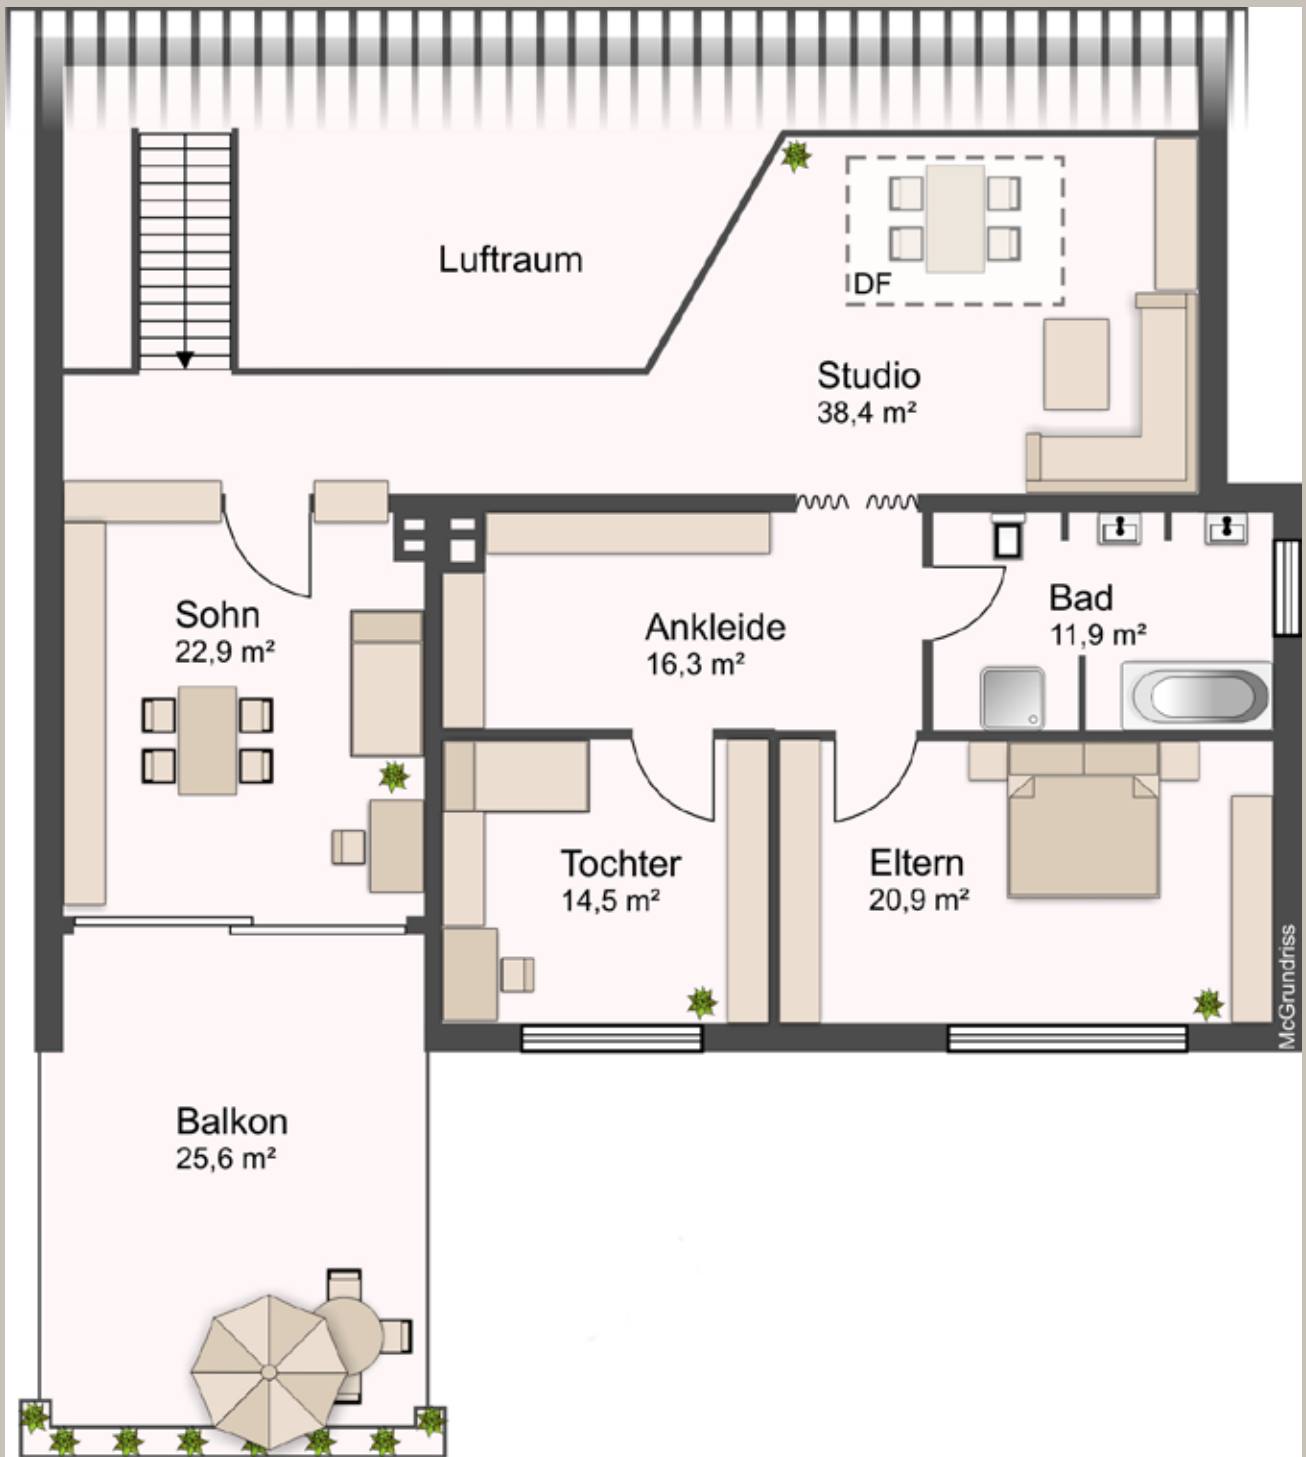 Luftraum
DF
Studio
38,4 m²
Sohn
22,9 m²
Ankleide
16,3 m²
Bad
11,9 m²
Tochter
14,5 m²
Eltern
20,9 m²
McGrundriss
Balkon
25,6 m²